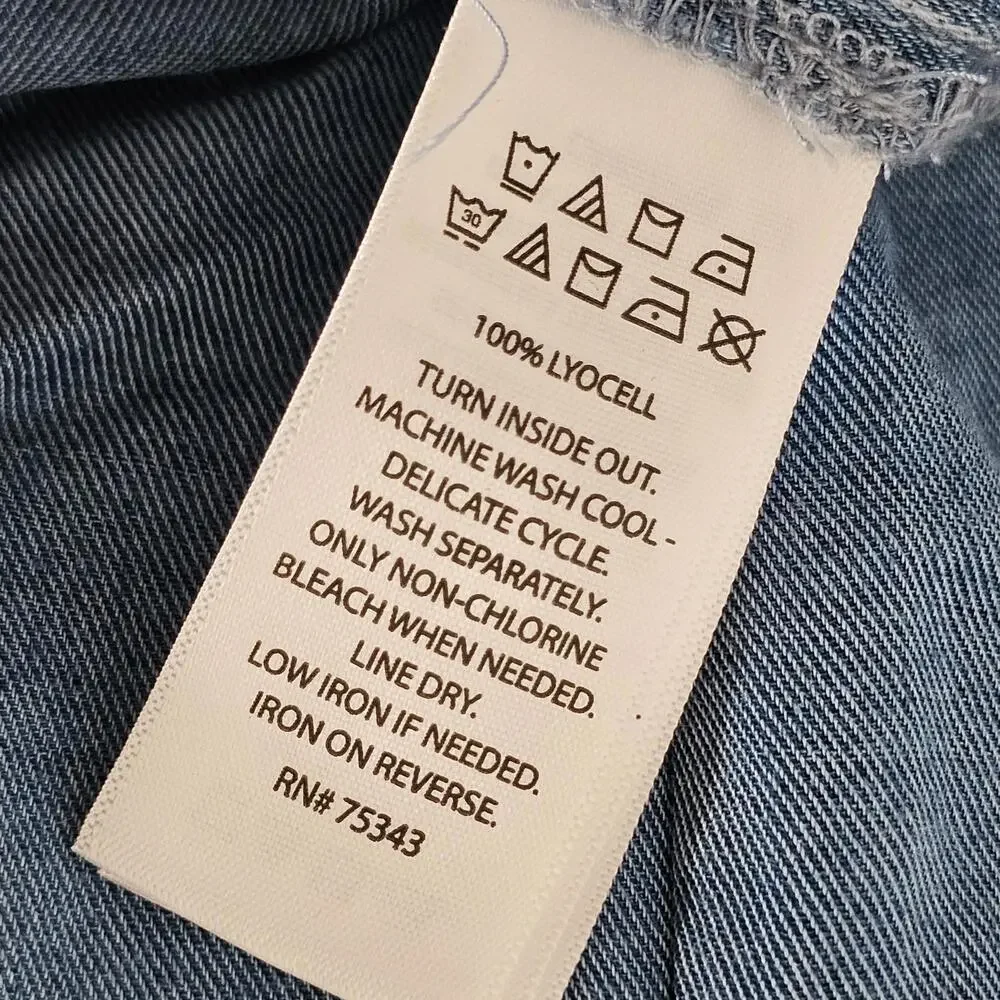 30
100% LYOCELL
TURN INSIDE OUT.
MACHINE WASH COOL -
DELICATE CYCLE.
WASH SEPARATELY.
ONLY NON-CHLORINE
BLEACH WHEN NEEDED.
LINE DRY.
LOW IRON IF NEEDED.
IRON ON REVERSE.
RN# 75343